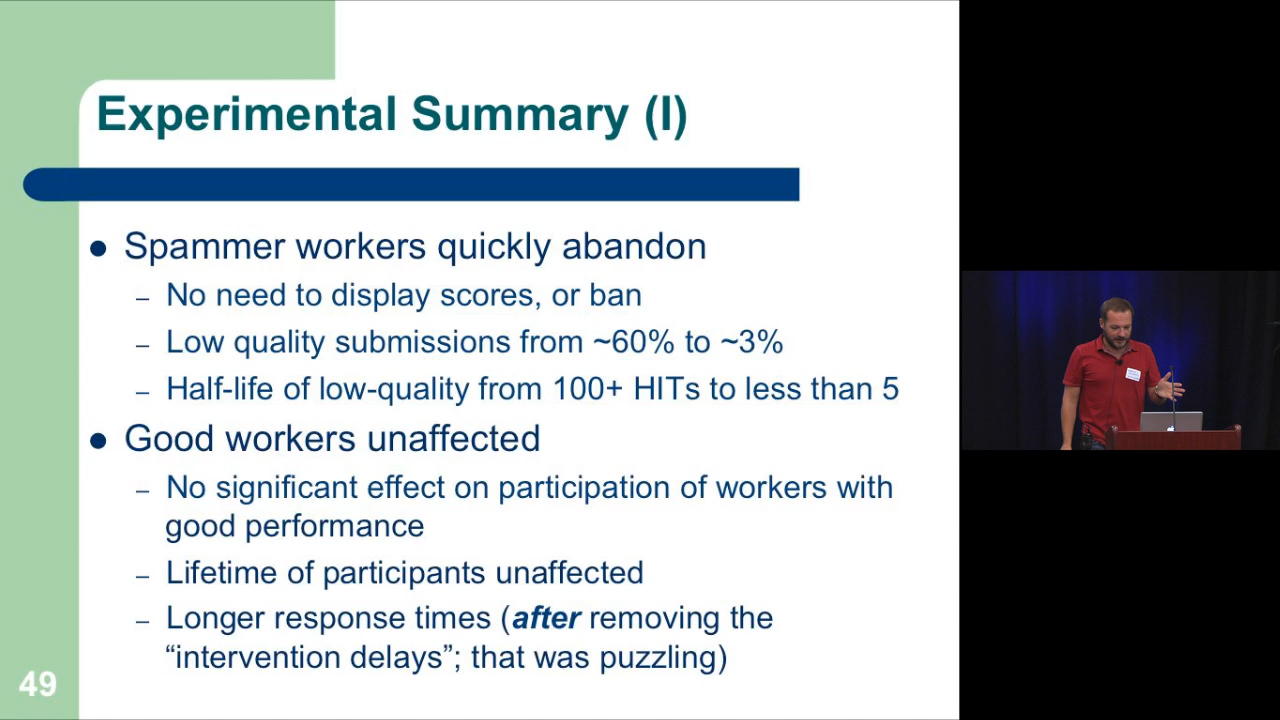 Experimental Summary (I)
● Spammer workers quickly abandon
– No need to display scores, or ban
– Low quality submissions from ~60% to ~3%
– Half-life of low-quality from 100+ HITs to less than 5
● Good workers unaffected
– No significant effect on participation of workers with
good performance
– Lifetime of participants unaffected
– Longer response times (after removing the
“intervention delays”; that was puzzling)
49